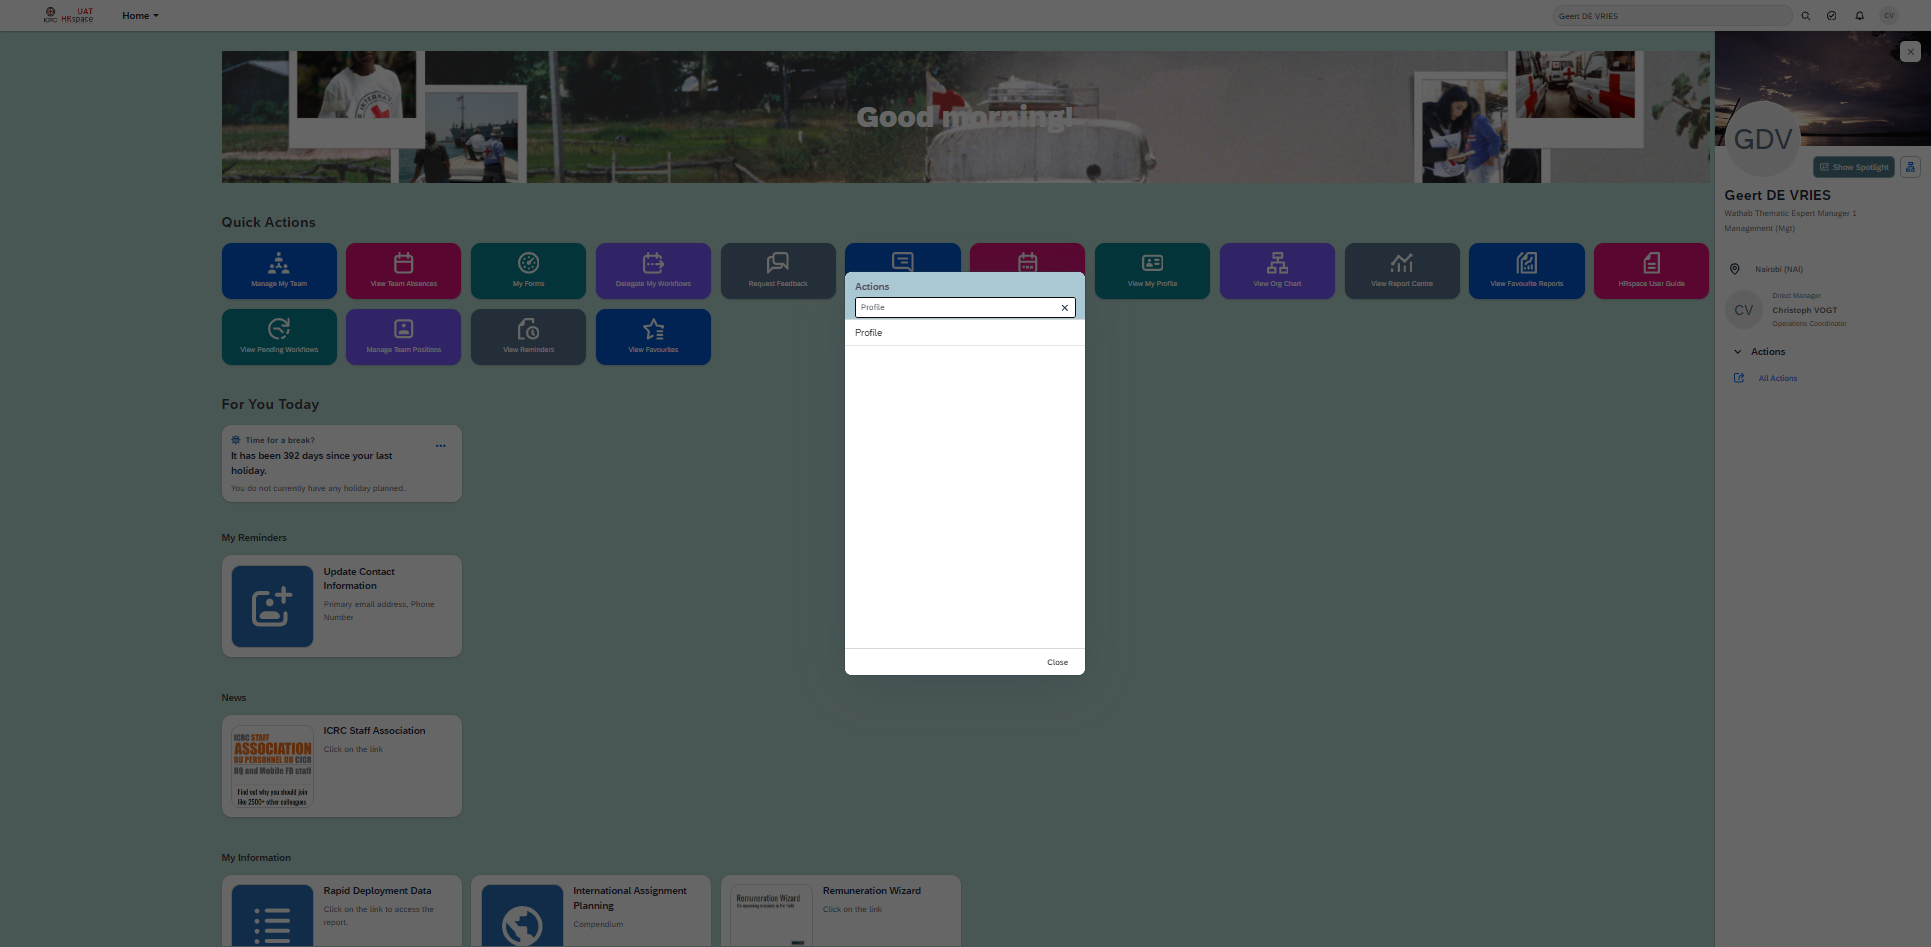 ICRC
UAT
HRspace
Home
Geert DE VRIES
CV
INTERNATI
Good morning!
GDV
Show Spotlight
Geert DE VRIES
Wathab Thematic Expert Manager 1
Management (Mgt)
Nairobi (NAI)
CV
Direct Manager
Christoph VOGT
Operations Coordinator
Actions
All Actions
Quick Actions
Manage My Team
View Team Absences
My Forms
Delegate My Workflows
Request Feedback
View My Profile
View Org Chart
View Report Centre
View Favourite Reports
HRspace User Guide
View Pending Workflows
Manage Team Positions
View Reminders
View Favourites
Actions
Profile
Profile
Close
For You Today
Time for a break?
It has been 392 days since your last
holiday.
You do not currently have any holiday planned.
My Reminders
Update Contact
Information
Primary email address, Phone
Number
News
ICRC STAFF
ASSOCIATION
DU PERSONNEL DU CICR
HQ and Mobile FO staff
Find out why you should join
like 2500+ other colleagues
ICRC Staff Association
Click on the link
My Information
Rapid Deployment Data
Click on the link to access the
report.
International Assignment
Planning
Compendium
Remuneration Wizard
Remuneration Wizard
Click on the link